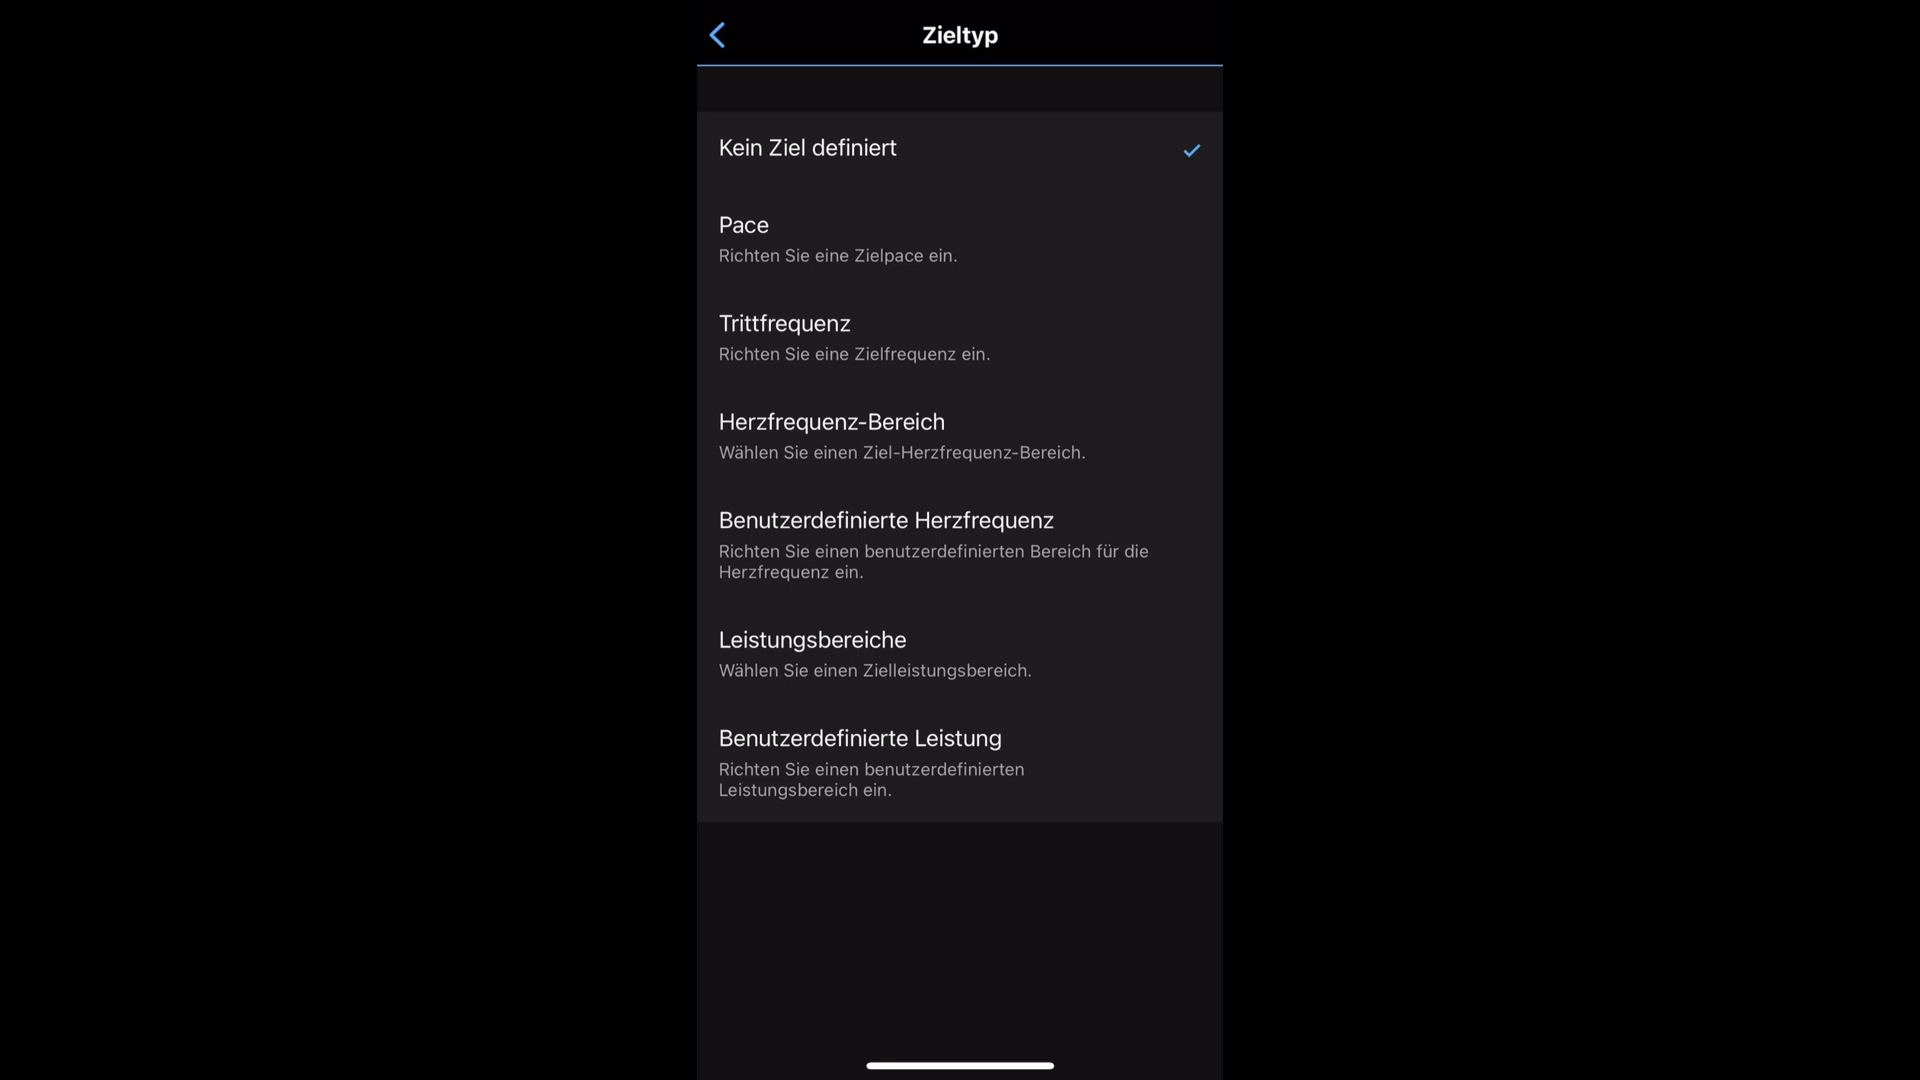 Zieltyp
Kein Ziel definiert
Pace
Richten Sie eine Zielpace ein.
Trittfrequenz
Richten Sie eine Zielfrequenz ein.
Herzfrequenz-Bereich
Wählen Sie einen Ziel-Herzfrequenz-Bereich.
Benutzerdefinierte Herzfrequenz
Richten Sie einen benutzerdefinierten Bereich für die
Herzfrequenz ein.
Leistungsbereiche
Wählen Sie einen Zielleistungsbereich.
Benutzerdefinierte Leistung
Richten Sie einen benutzerdefinierten
Leistungsbereich ein.